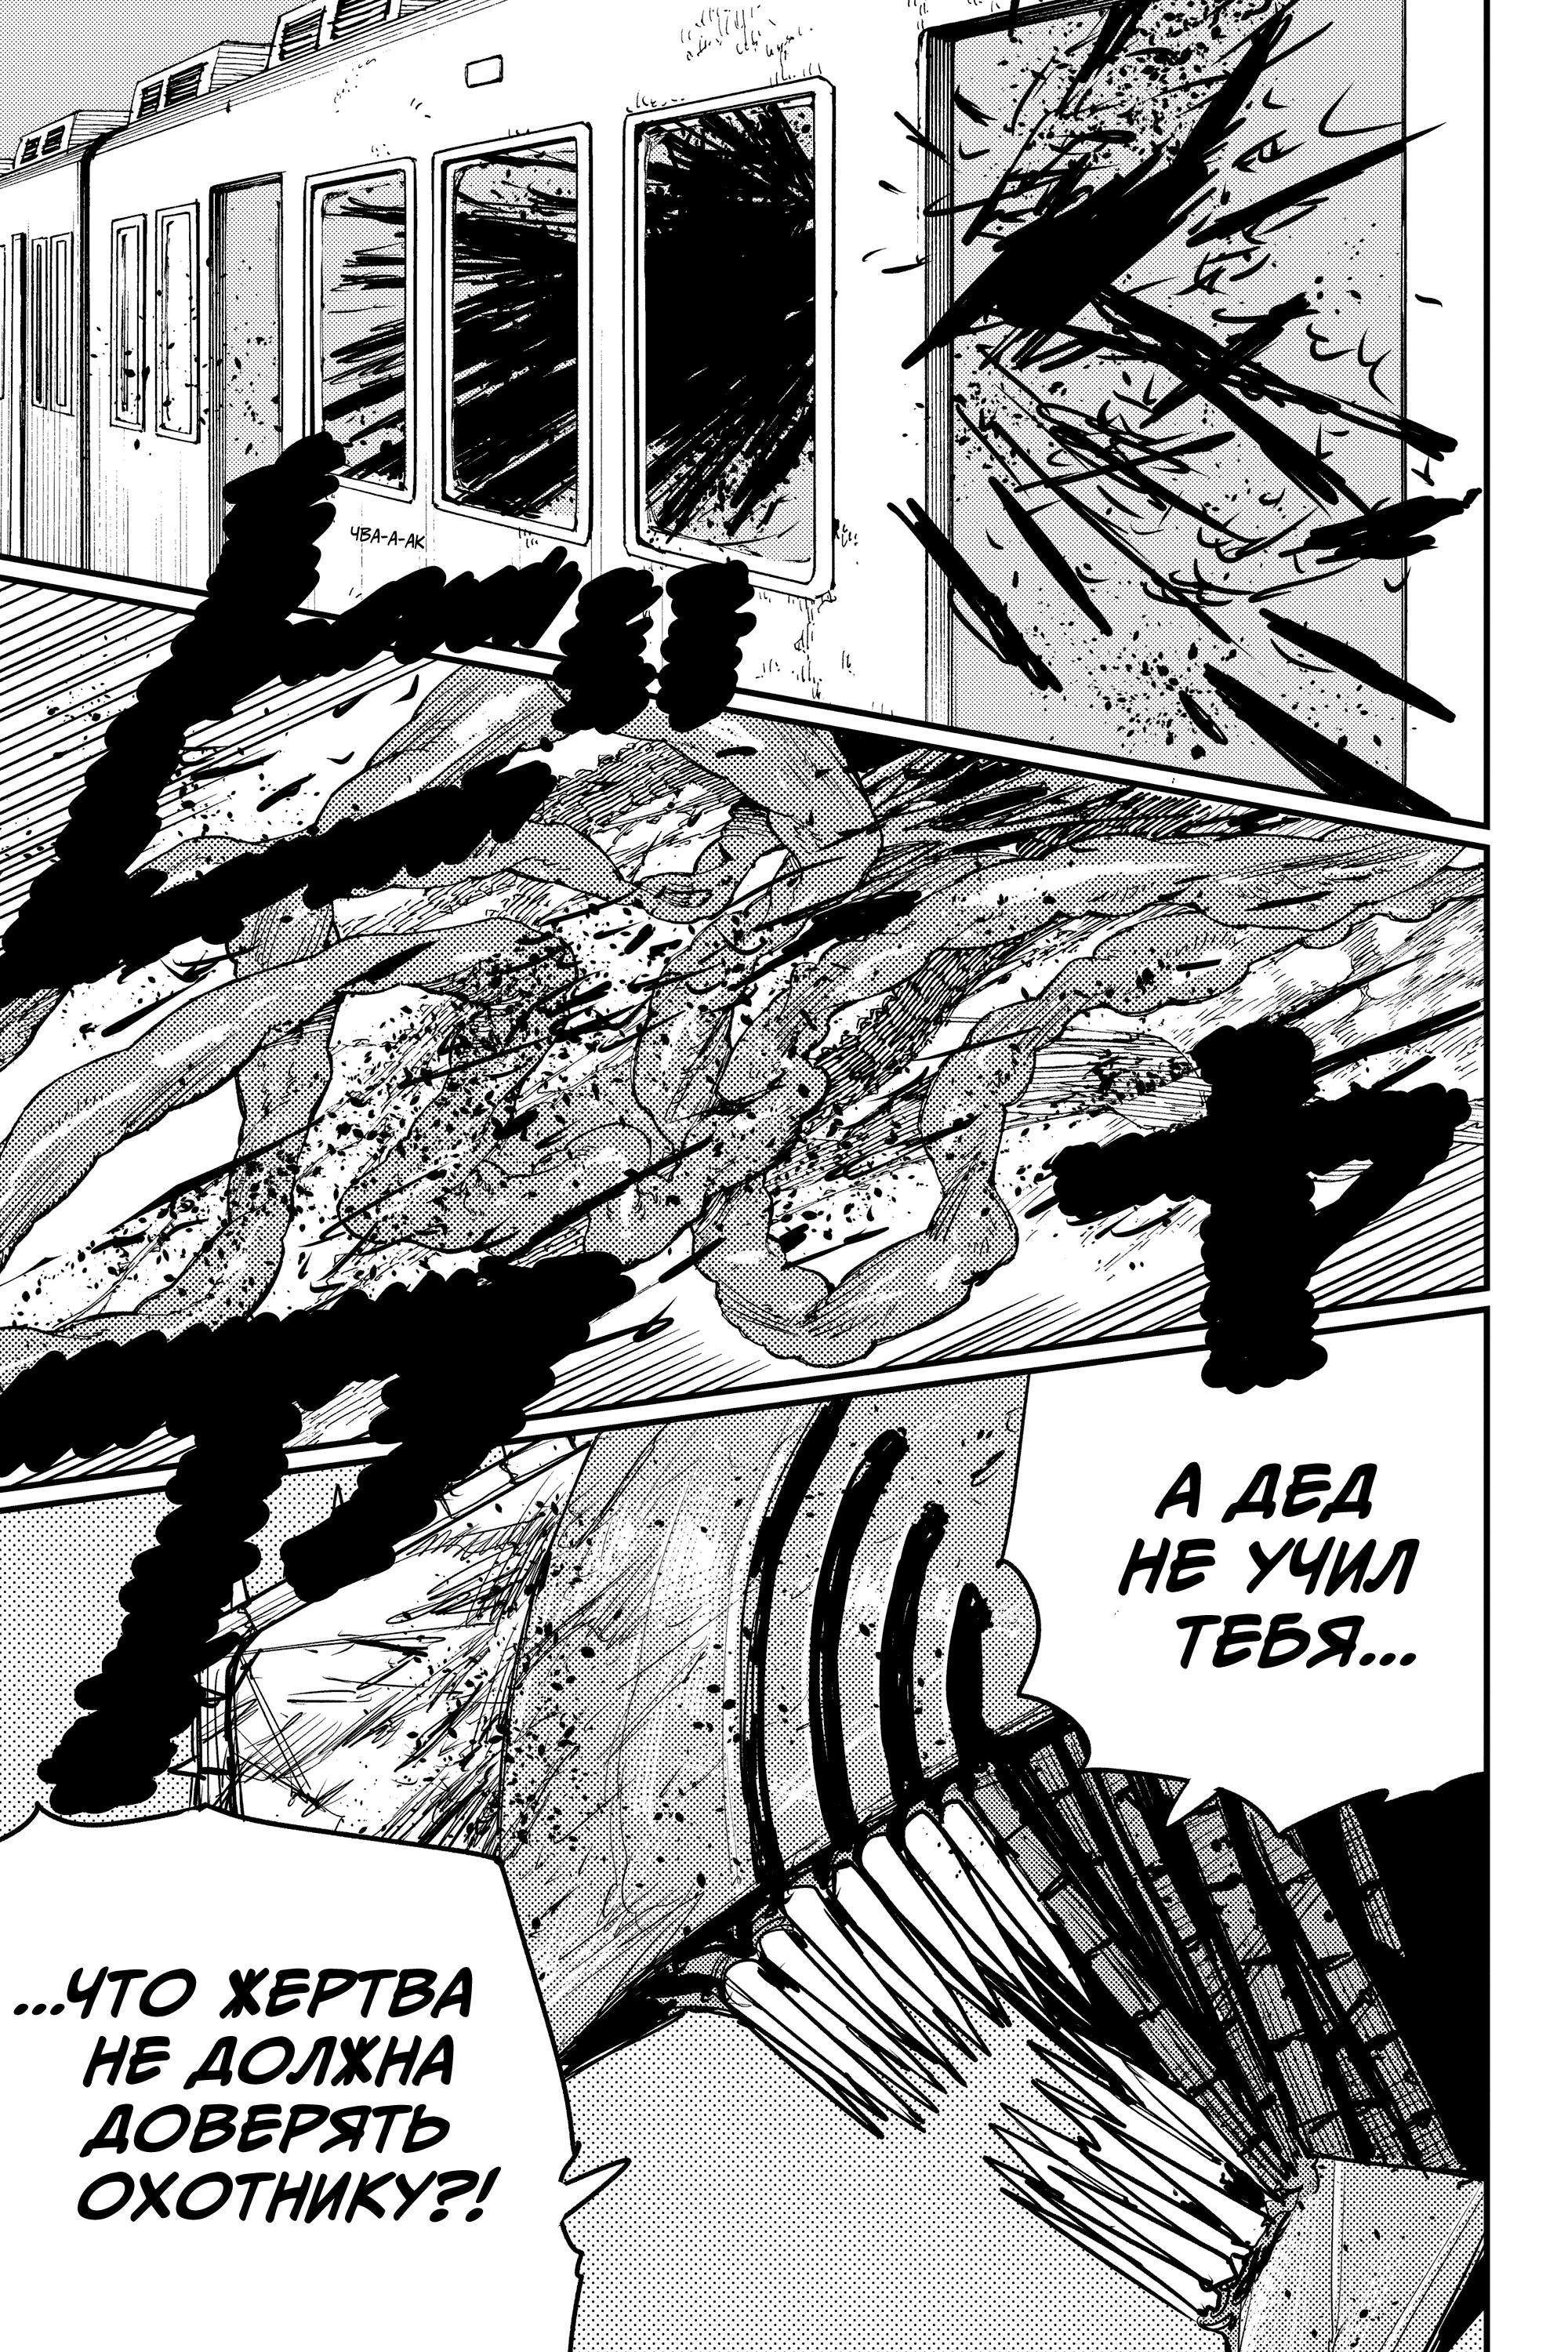 ЧВА-А-АК
А ДЕД
НЕ УЧИЛ
ТЕБЯ...
...ЧТО ЖЕРТВА
НЕ ДОЛЖНА
ДОВЕРЯТЬ
ОХОТНИКУ?!